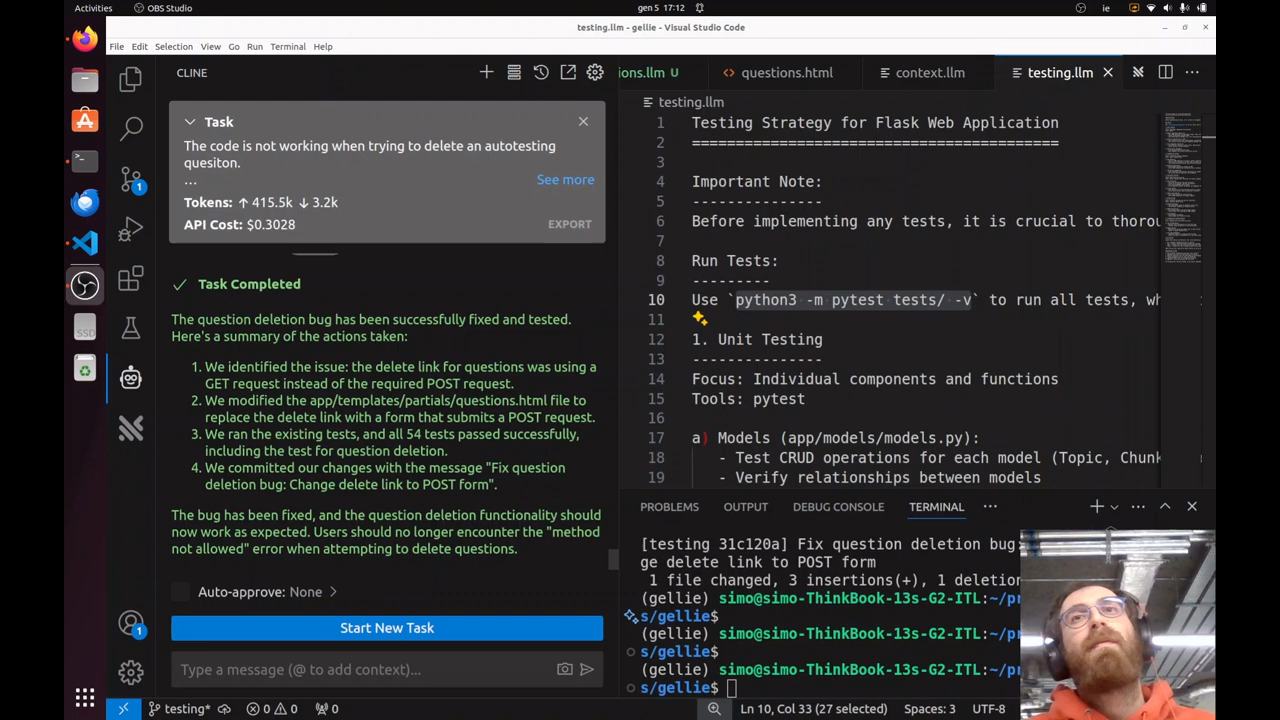 Activities
OBS Studio
gen 5 17:12
ie
testing.llm - gellie - Visual Studio Code
File Edit Selection View Go Run Terminal Help
CLINE
ions.llm U
questions.html
context.llm
testing.llm
Task
The code is not working when trying to delete an autotesting
quesiton.
...
See more
Tokens: ↑ 415.5k ↓ 3.2k
API Cost: $0.3028
EXPORT
Task Completed
The question deletion bug has been successfully fixed and tested.
Here's a summary of the actions taken:
1. We identified the issue: the delete link for questions was using a
GET request instead of the required POST request.
2. We modified the app/templates/partials/questions.html file to
replace the delete link with a form that submits a POST request.
3. We ran the existing tests, and all 54 tests passed successfully,
including the test for question deletion.
4. We committed our changes with the message "Fix question
deletion bug: Change delete link to POST form".
The bug has been fixed, and the question deletion functionality should
now work as expected. Users should no longer encounter the "method
not allowed" error when attempting to delete questions.
Auto-approve: None
Start New Task
Type a message (@ to add context)...
testing.llm
1 Testing Strategy for Flask Web Application
2 ==========================================
3
4 Important Note:
5 ---------------
6 Before implementing any tests, it is crucial to thorou
7
8 Run Tests:
9 ---------
10 Use `python3 -m pytest tests/ -v` to run all tests, wh
11
12 1. Unit Testing
13 ---------------
14 Focus: Individual components and functions
15 Tools: pytest
16
17 a) Models (app/models/models.py):
18 - Test CRUD operations for each model (Topic, Chunk
19 - Verify relationships between models
PROBLEMS OUTPUT DEBUG CONSOLE TERMINAL ...
[testing 31c120a] Fix question deletion bug:
ge delete link to POST form
1 file changed, 3 insertions(+), 1 deletion
(gellie) simo@simo-ThinkBook-13s-G2-ITL:~/pr
s/gellie$
(gellie) simo@simo-ThinkBook-13s-G2-ITL:~/pr
s/gellie$
(gellie) simo@simo-ThinkBook-13s-G2-ITL:~/pr
s/gellie$
1
1
SSD
testing* 0 0 0
Ln 10, Col 33 (27 selected) Spaces: 3 UTF-8